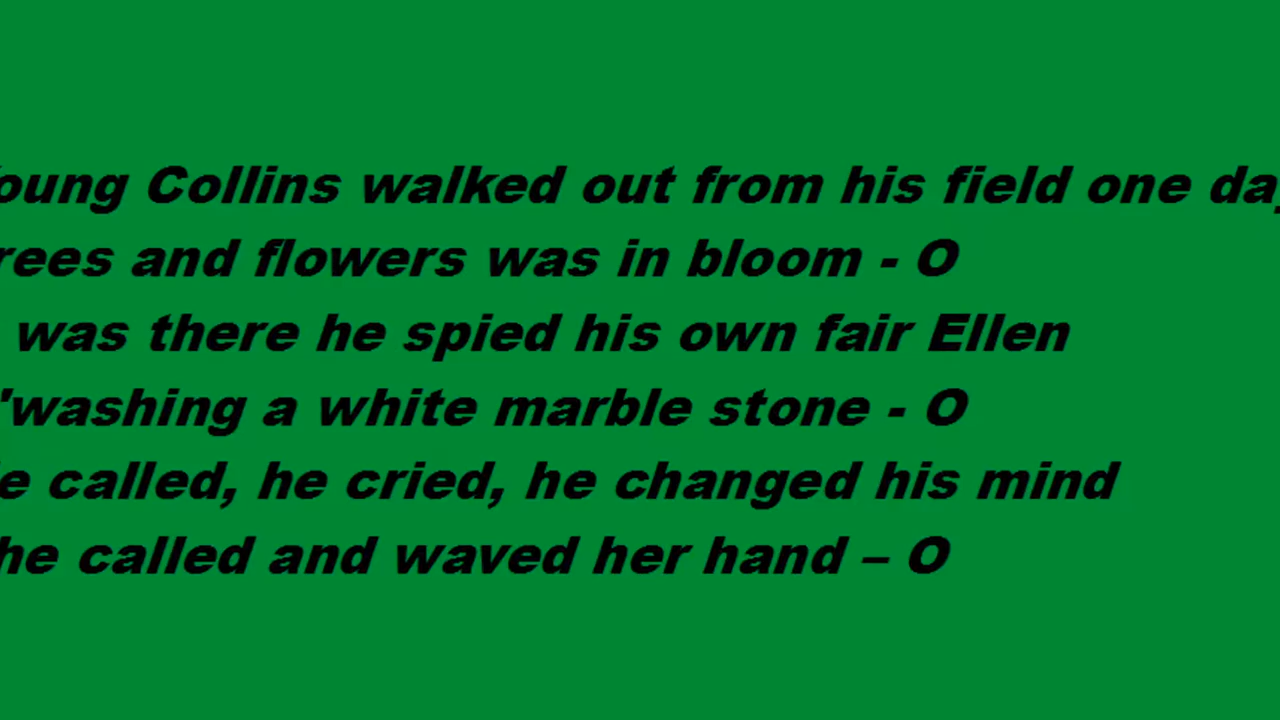 oung Collins walked out from his field one day
rees and flowers was in bloom - O
was there he spied his own fair Ellen
'washing a white marble stone - O
e called, he cried, he changed his mind
he called and waved her hand – O